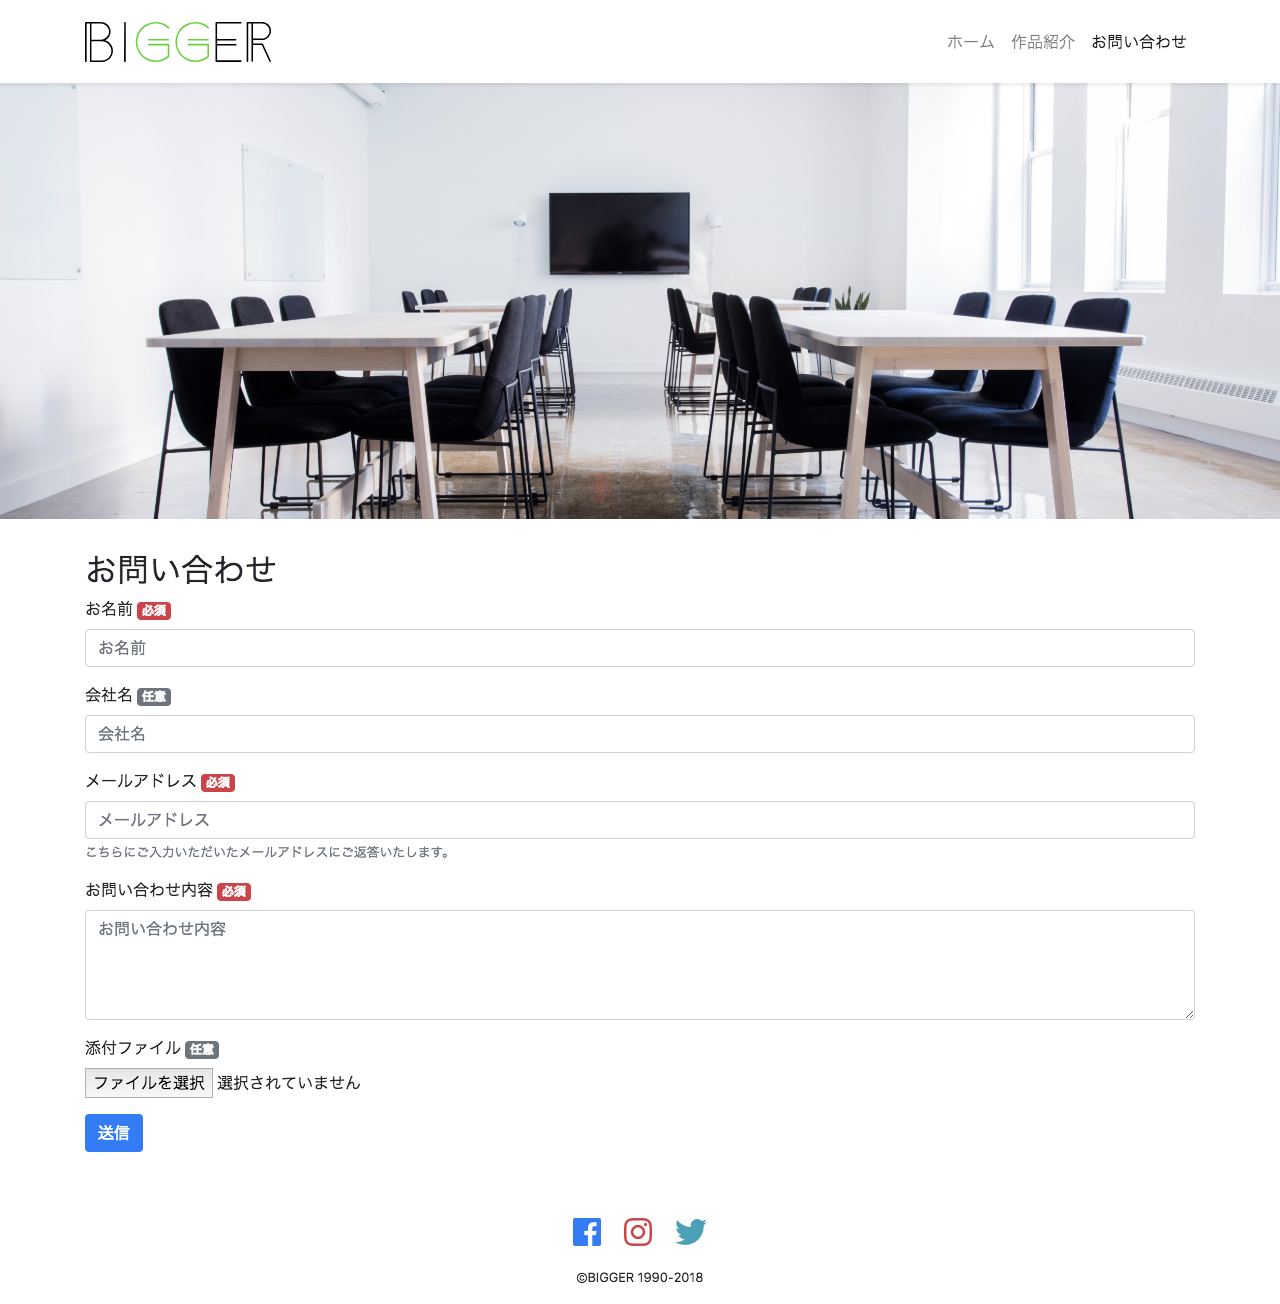 BIGGER
ホーム 作品紹介 お問い合わせ
お問い合わせ
お名前 必須
お名前
会社名 任意
会社名
メールアドレス 必須
メールアドレス
こちらにご入力いただいたメールアドレスにご返答いたします。
お問い合わせ内容 必須
お問い合わせ内容
添付ファイル 任意
ファイルを選択 選択されていません
送信
©BIGGER 1990-2018